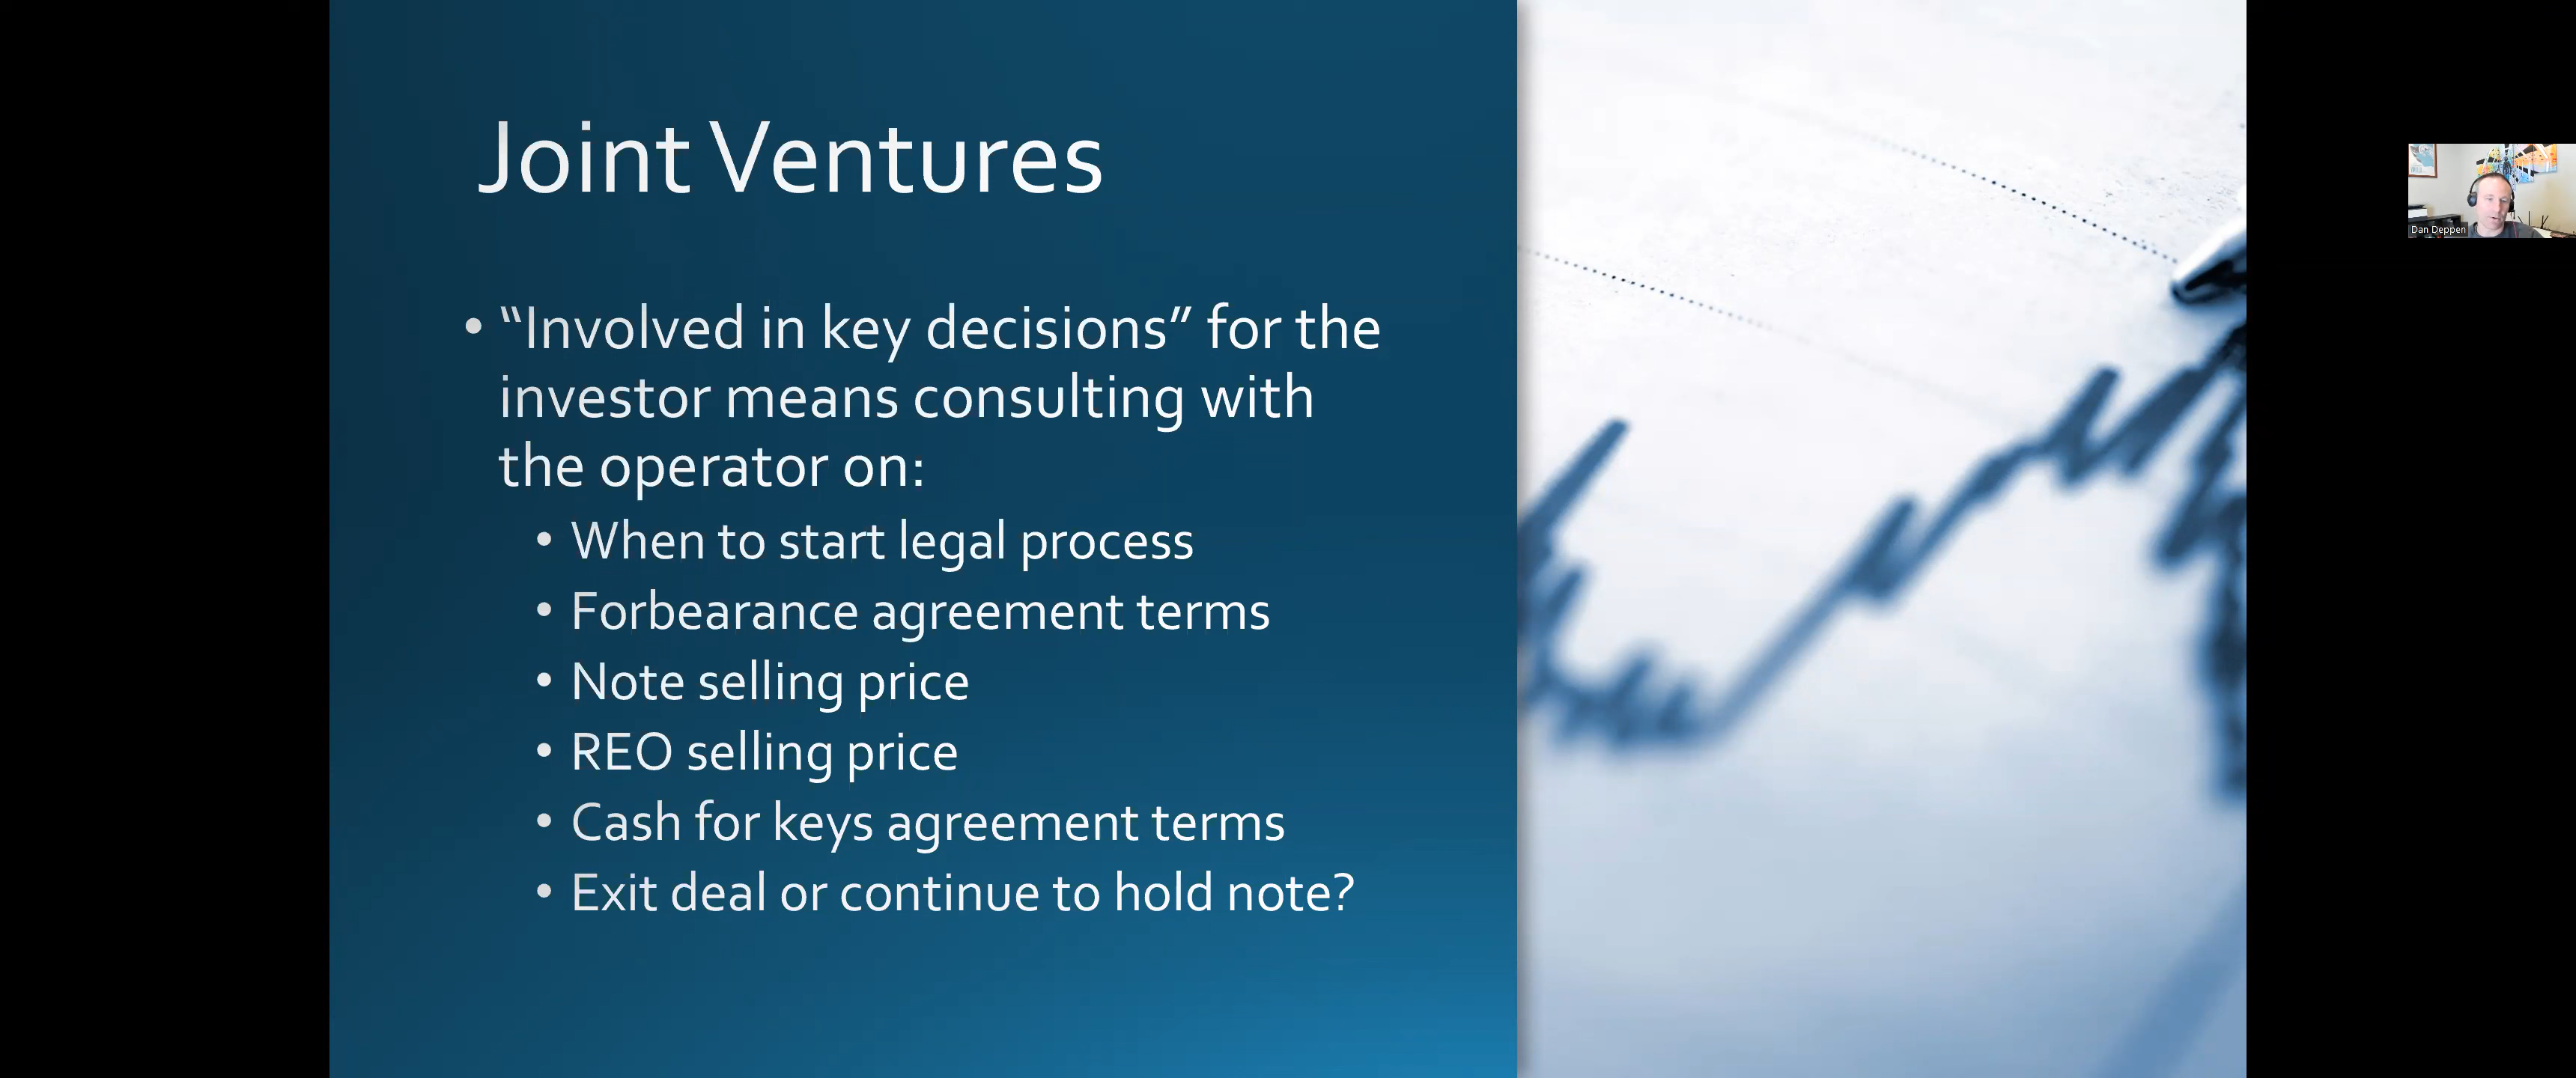 Joint Ventures
• “Involved in key decisions” for the
investor means consulting with
the operator on:
• When to start legal process
• Forbearance agreement terms
• Note selling price
• REO selling price
• Cash for keys agreement terms
• Exit deal or continue to hold note?
Dan Deppen